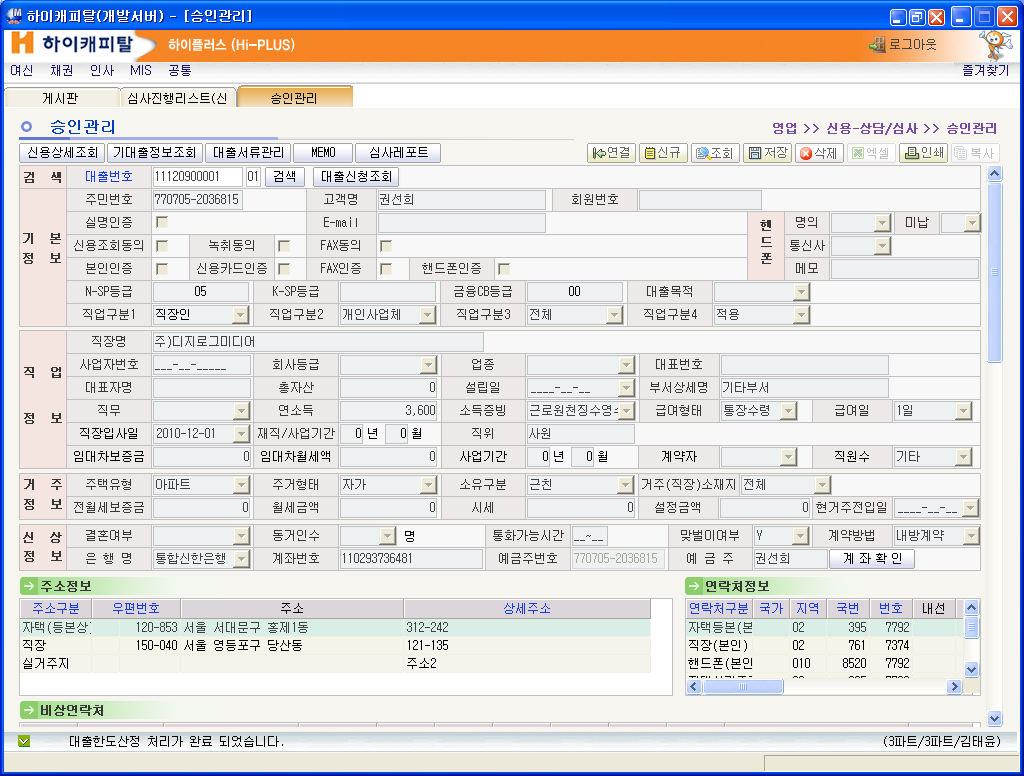 하이캐피탈(개발서버) - [승인관리]
하이캐피탈 하이플러스 (Hi-PLUS) 로그아웃
여신 채권 인사 MIS 공통 즐겨찾기
게시판 심사진행리스트(신 승인관리
승인관리 영업 >> 신용-상담/심사 >> 승인관리
신용상세조회 기대출정보조회 대출서류관리 MEMO 심사레포트 연결 신규 조회 저장 삭제 엑셀 인쇄 복사
검 색 대출번호 11120900001 01 검색 대출신청조회
기 본 정 보
주민번호 770705-2036815 고객명 권선희 회원번호
실명인증 E-mail 핸드폰 명의 미납
신용조회동의 녹취동의 FAX동의 통신사
본인인증 신용카드인증 FAX인증 핸드폰인증 메모
N-SP등급 05 K-SP등급 금융CB등급 00 대출목적
직업구분1 직장인 직업구분2 개인사업체 직업구분3 전체 직업구분4 적용
직 업 정 보
직장명 주)디지로그미디어
사업자번호 ___-__-_____ 회사등급 업종 대표번호
대표자명 총자산 0 설립일 ____-__-__ 부서상세명 기타부서
직무 연소득 3,600 소득증빙 근로원천징수영수 급여형태 통장수령 급여일 1일
직장입사일 2010-12-01 재직/사업기간 0 년 0 월 직위 사원
임대차보증금 0 임대차월세액 0 사업기간 0 년 0 월 계약자 직원수 기타
거 주 정 보
주택유형 아파트 주거형태 자가 소유구분 근친 거주(직장)소재지 전체
전월세보증금 0 월세금액 0 시세 0 설정금액 0 현거주전입일 ____-__-__
신 상 정 보
결혼여부 동거인수 명 통화가능시간 __~__ 맞벌이여부 Y 계약방법 내방계약
은 행 명 통합신한은행 계좌번호 110293736481 예금주번호 770705-2036815 예 금 주 권선희 계 좌 확 인
주소정보 연락처정보
주소구분 우편번호 주소 상세주소
자택(등본상) 120-853 서울 서대문구 홍제1동 312-242
직장 150-040 서울 영등포구 당산동 121-135
실거주지 주소2
연락처구분 국가 지역 국번 번호 내선
자택등본(본 02 395 7792
직장(본인) 02 761 7374
핸드폰(본인 010 8520 7792
비상연락처
대출한도산정 처리가 완료 되었습니다. (3파트/3파트/김태윤)